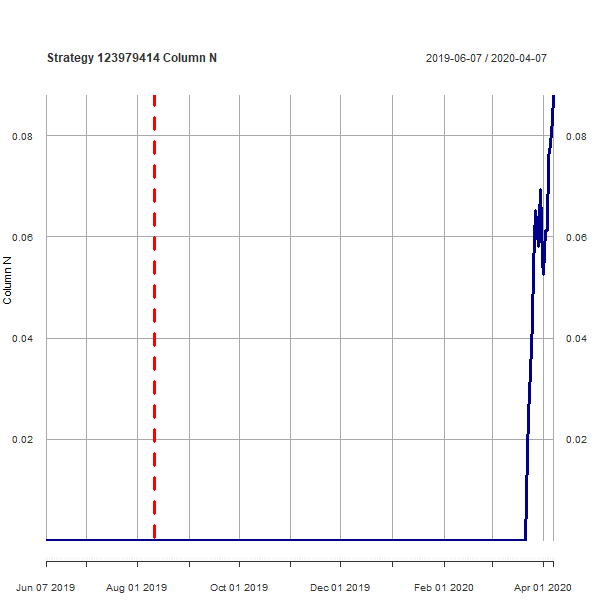 Strategy 123979414 Column N
2019-06-07 / 2020-04-07
0.08
0.08
0.06
0.06
Column N
0.04
0.04
0.02
0.02
Jun 07 2019
Aug 01 2019
Oct 01 2019
Dec 01 2019
Feb 01 2020
Apr 01 2020